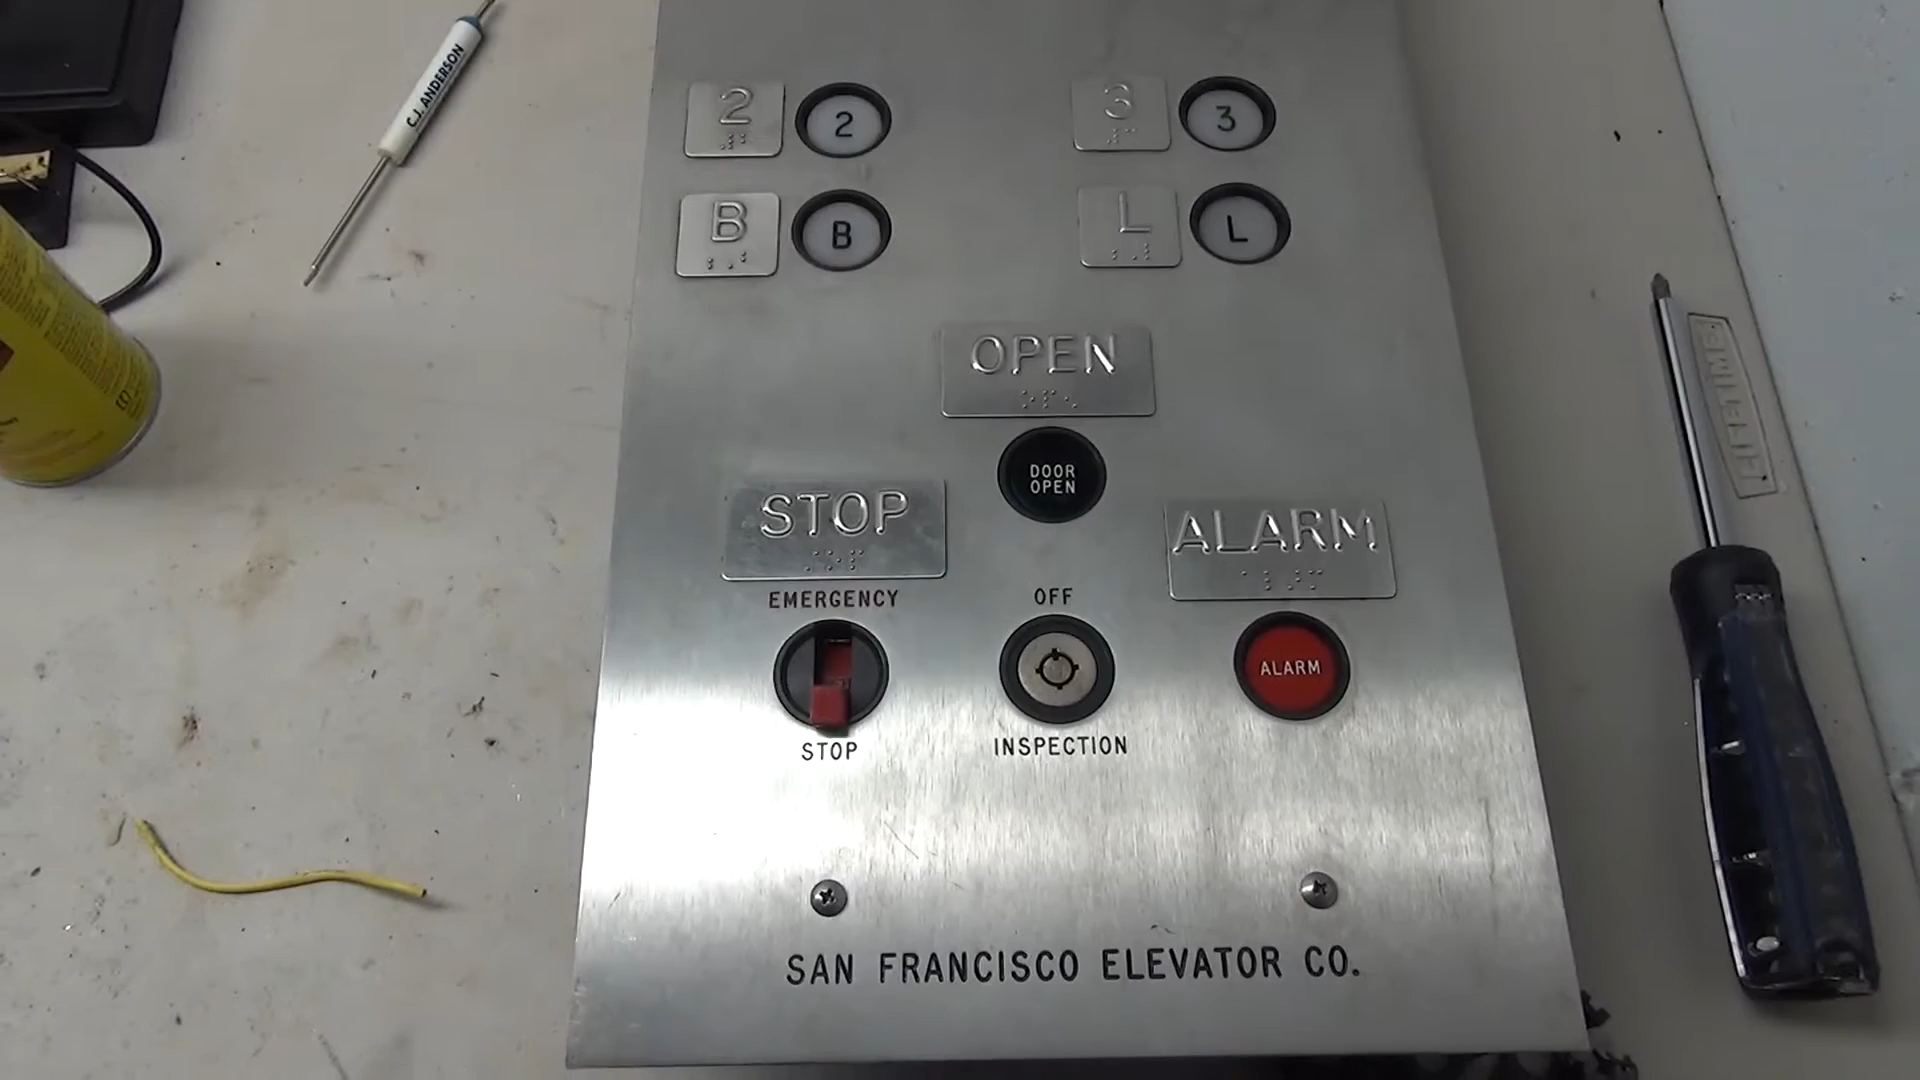 C.J. ANDERSON
2 2
3 3
B B
L L
OPEN
DOOR
OPEN
STOP
ALARM
EMERGENCY
OFF
ALARM
STOP
INSPECTION
SAN FRANCISCO ELEVATOR CO.